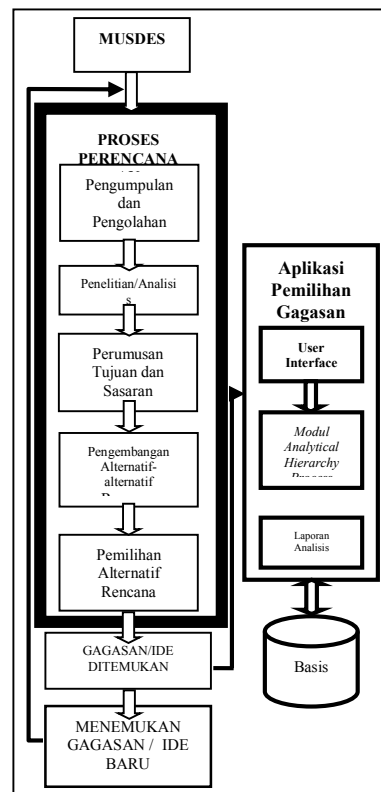 MUSDES
PROSES
PERENCANA
Pengumpulan
dan
Pengolahan
Penelitian/Analisi
s
Perumusan
Tujuan dan
Sasaran
Pengembangan
Alternatif-
alternatif
Pemilihan
Alternatif
Rencana
GAGASAN/IDE
DITEMUKAN
MENEMUKAN
GAGASAN / IDE
BARU
Aplikasi
Pemilihan
Gagasan
User
Interface
Modul
Analytical
Hierarchy
Process
Laporan
Analisis
Basis